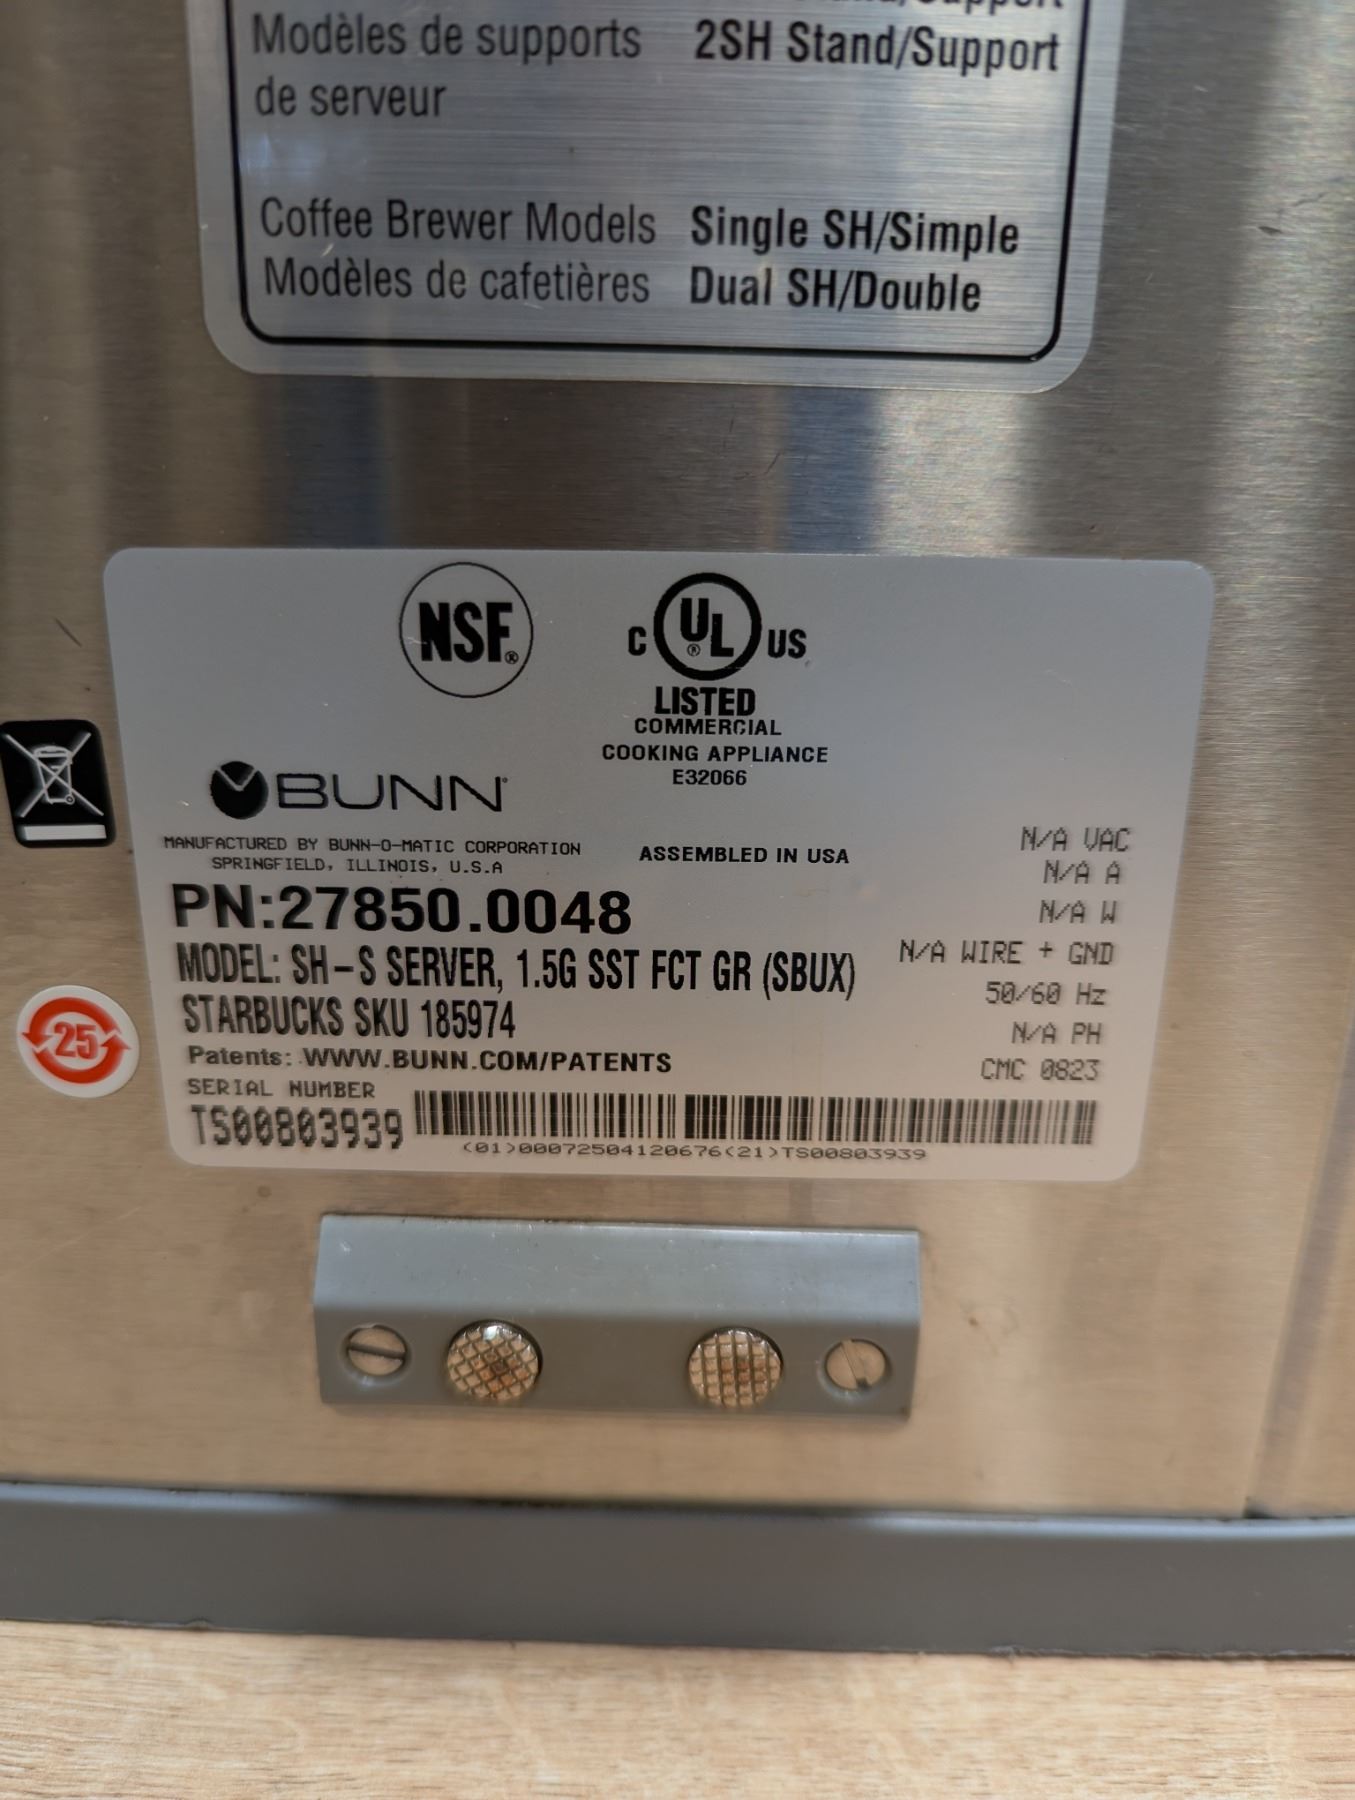 Modèles de supports 2SH Stand/Support
de serveur
Coffee Brewer Models Single SH/Simple
Modèles de cafetières Dual SH/Double
NSF®
C UL® US
LISTED
COMMERCIAL
COOKING APPLIANCE
E32066
BUNN®
MANUFACTURED BY BUNN-O-MATIC CORPORATION
SPRINGFIELD, ILLINOIS, U.S.A
ASSEMBLED IN USA
PN:27850.0048
MODEL: SH-S SERVER, 1.5G SST FCT GR (SBUX)
STARBUCKS SKU 185974
Patents: WWW.BUNN.COM/PATENTS
SERIAL NUMBER
TS00803939
(01)00072504120676(21)TS00803939
N/A VAC
N/A A
N/A W
N/A WIRE + GND
50/60 Hz
N/A PH
CMC 0823
25